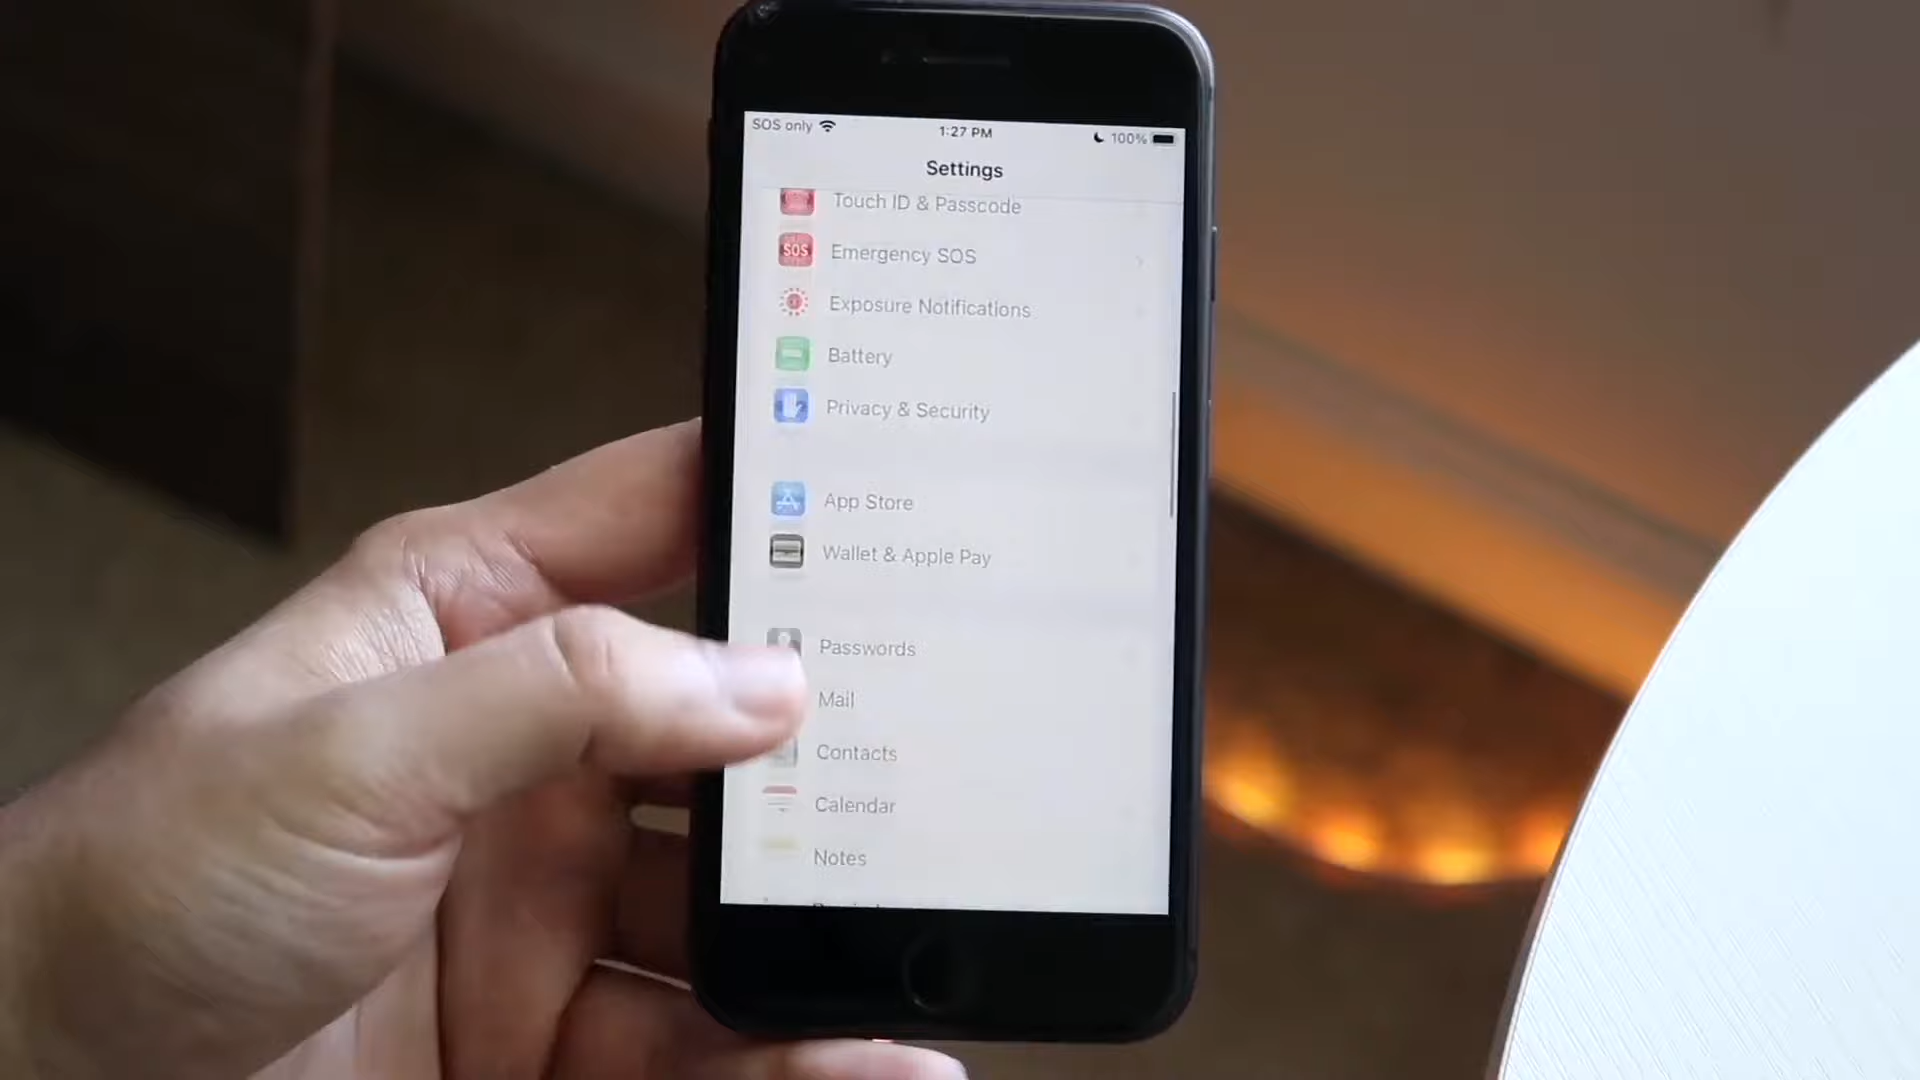 SOS only 1:27 PM 100%
Settings
Touch ID & Passcode
SOS Emergency SOS
Exposure Notifications
Battery
Privacy & Security
App Store
Wallet & Apple Pay
Passwords
Mail
Contacts
Calendar
Notes